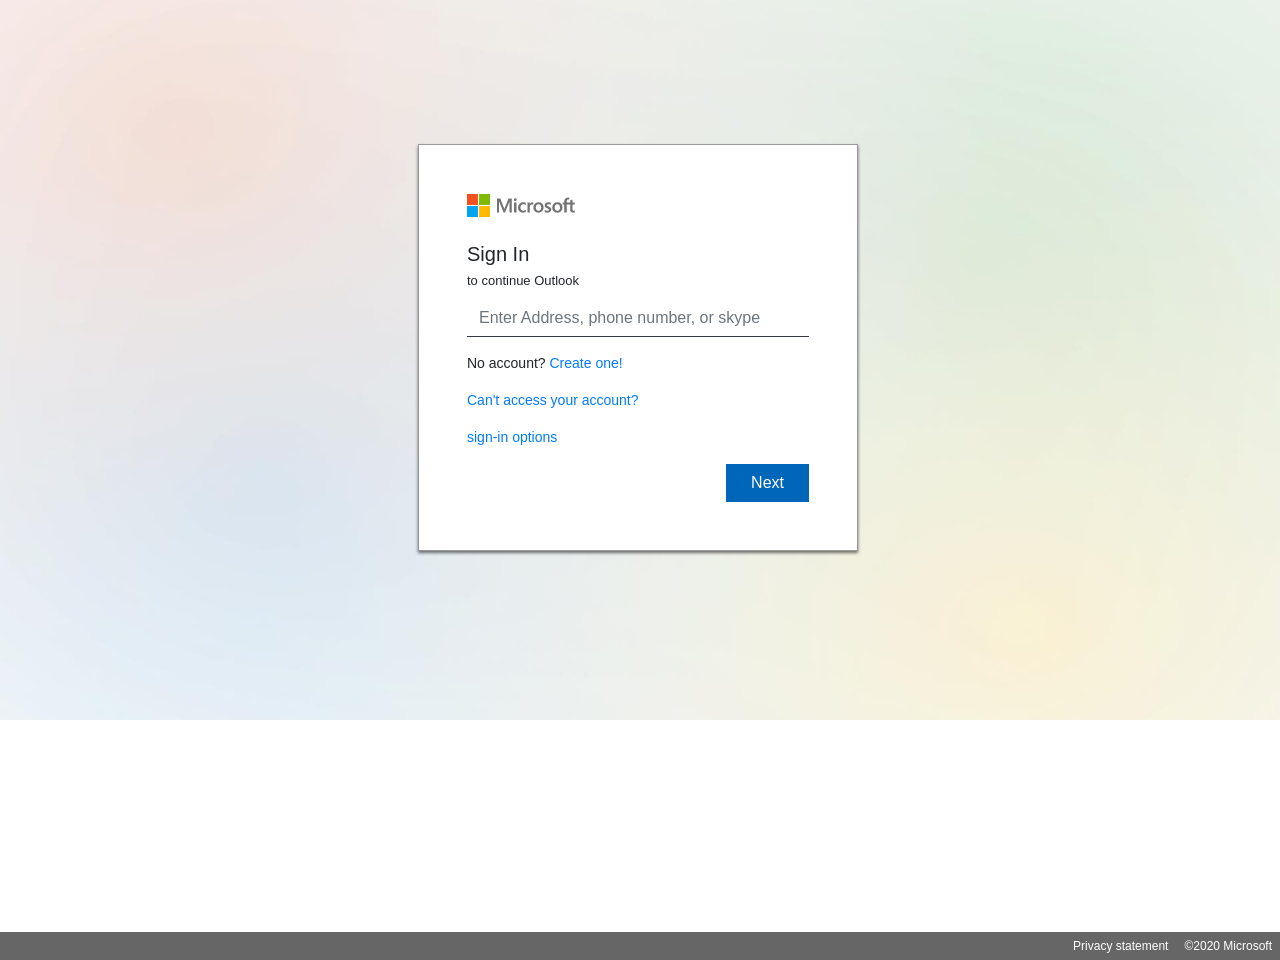 Microsoft
Sign In
to continue Outlook
Enter Address, phone number, or skype
No account? Create one!
Can't access your account?
sign-in options
Next
Privacy statement ©2020 Microsoft